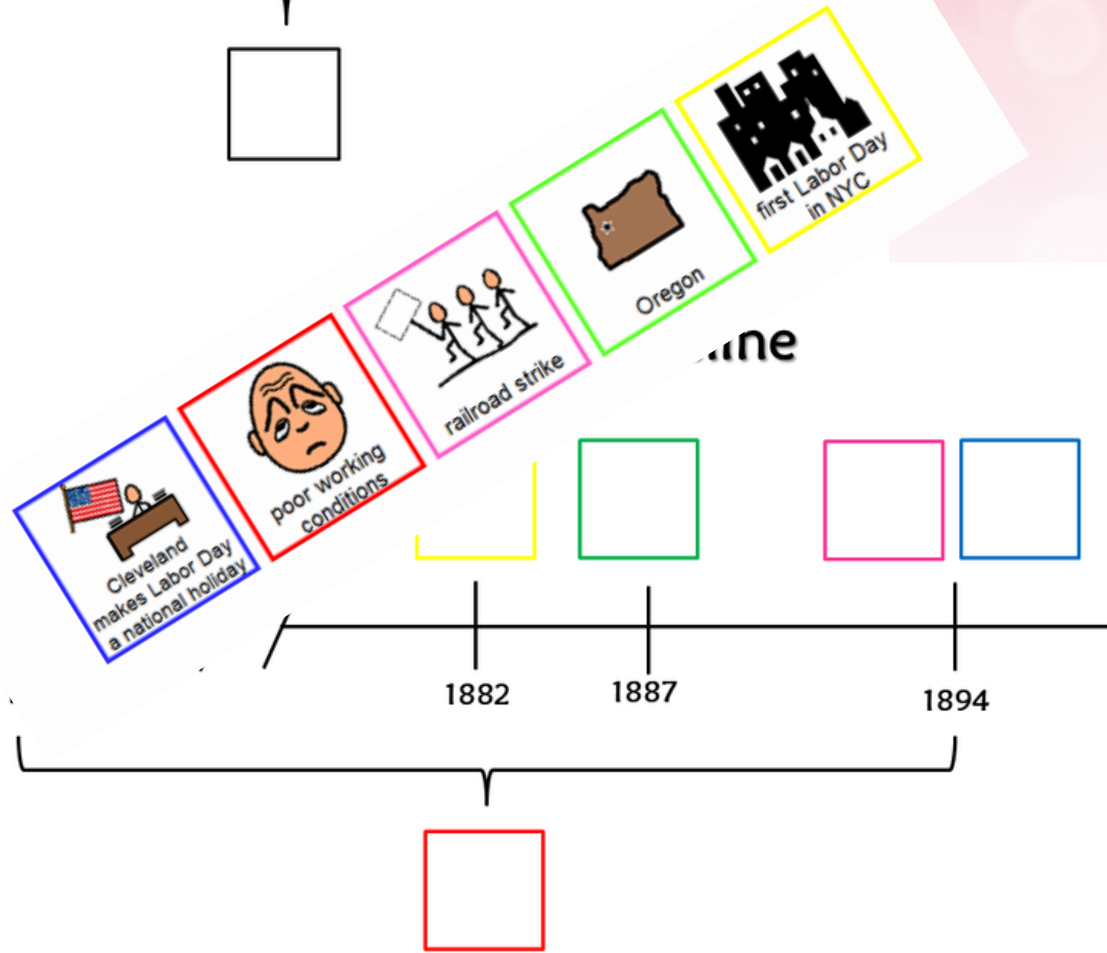 first Labor Day
in NYC
Oregon
railroad strike
poor working
conditions
Cleveland
makes Labor Day
a national holiday
1882
1887
1894